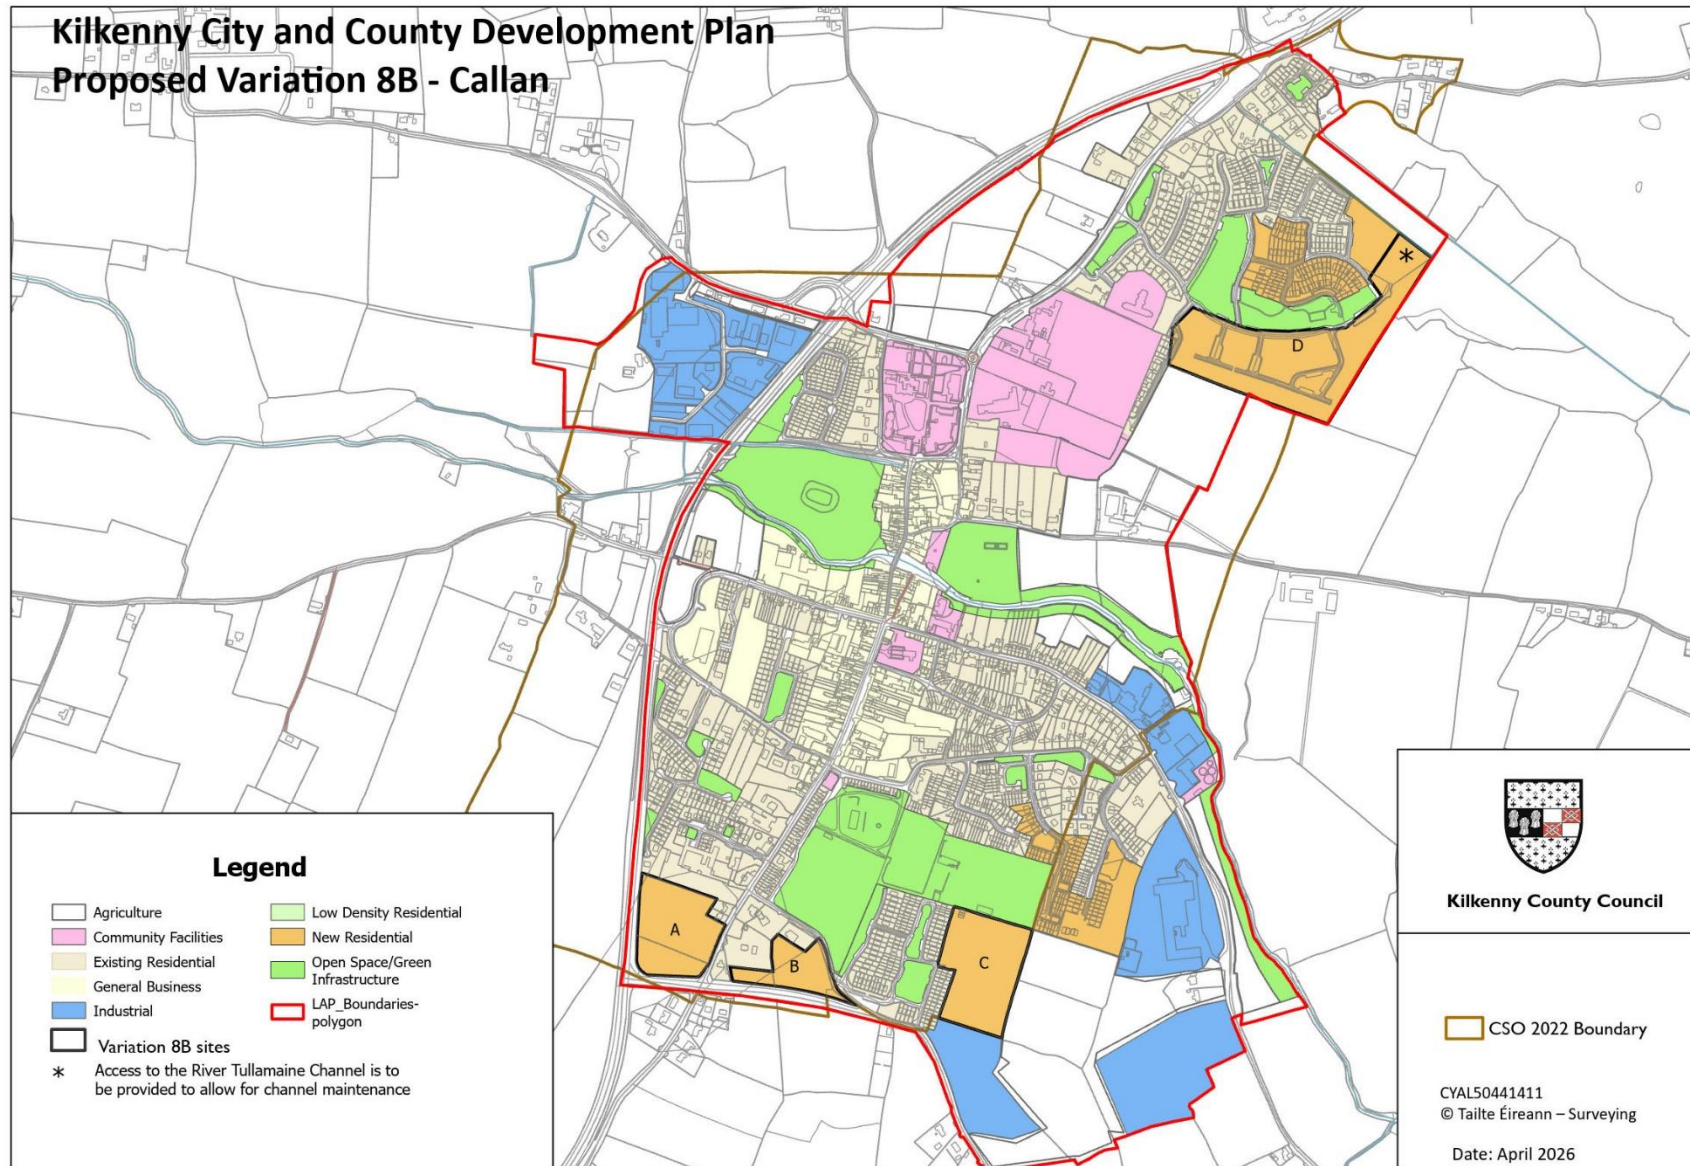 Kilkenny City and County Development Plan
Proposed Variation 8B - Callan
*
D
A
B
C
Legend
Agriculture
Community Facilities
Existing Residential
General Business
Industrial
Low Density Residential
New Residential
Open Space/Green
Infrastructure
LAP_Boundaries-
polygon
Variation 8B sites
* Access to the River Tullamaine Channel is to
be provided to allow for channel maintenance
Kilkenny County Council
CSO 2022 Boundary
CYAL50441411
© Tailte Éireann – Surveying
Date: April 2026